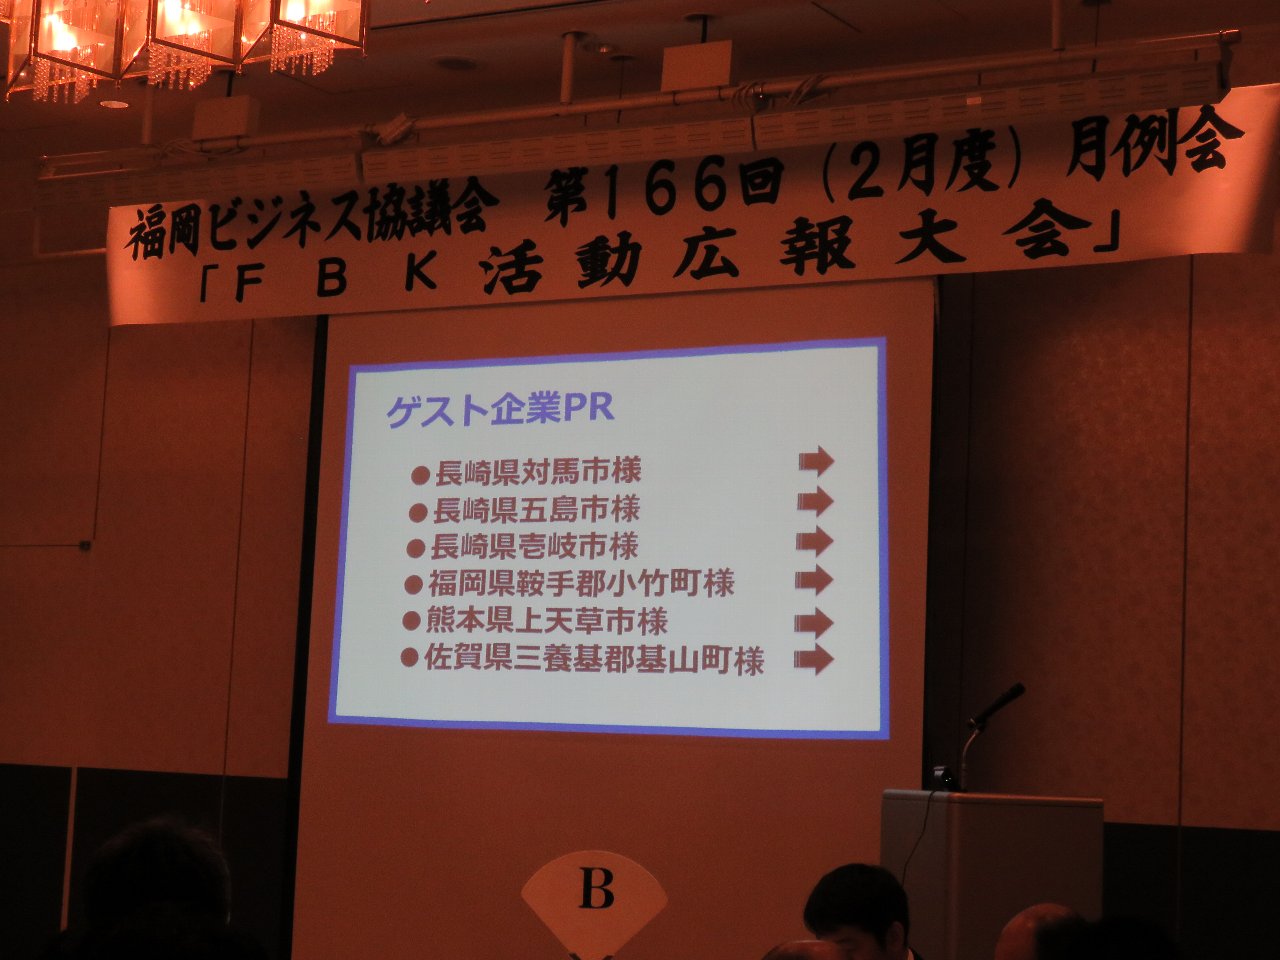 福岡ビジネス協議会 第166回(2月度)月例会
「FBK活動広報大会」
ゲスト企業PR
●長崎県対馬市様
●長崎県五島市様
●長崎県壱岐市様
●福岡県鞍手郡小竹町様
●熊本県上天草市様
●佐賀県三養基郡基山町様
B